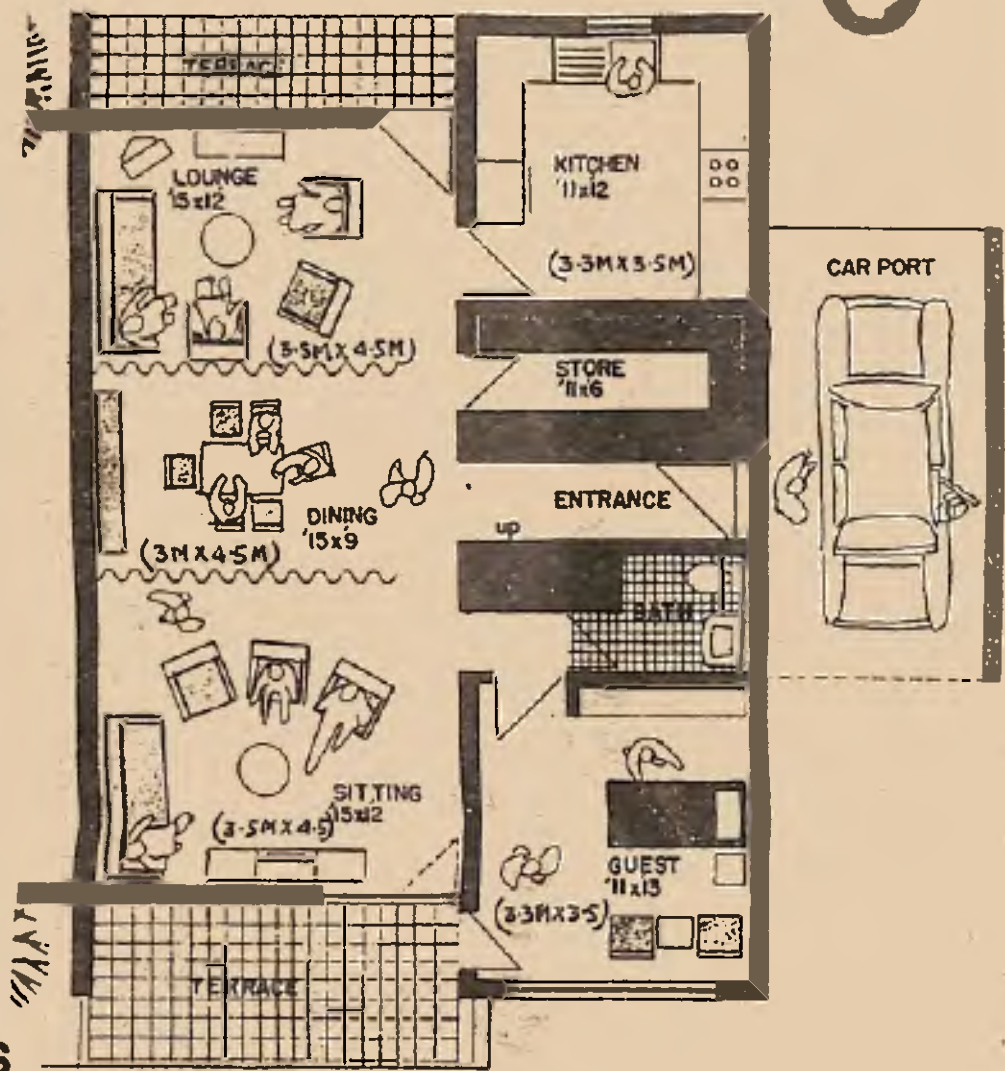 TERRACE
KITCHEN
'11x12
(3·3M X 3·5M)
LOUNGE
'15x12'
(3·5M X 4·5M)
CAR PORT
STORE
'11x6
ENTRANCE
up
DINING
'15x9
(3M X 4·5M)
BATH
SITTING
'15x12
(3·5M X 4·5)
GUEST
'11x13
(3·3M X 3·5)
TERRACE